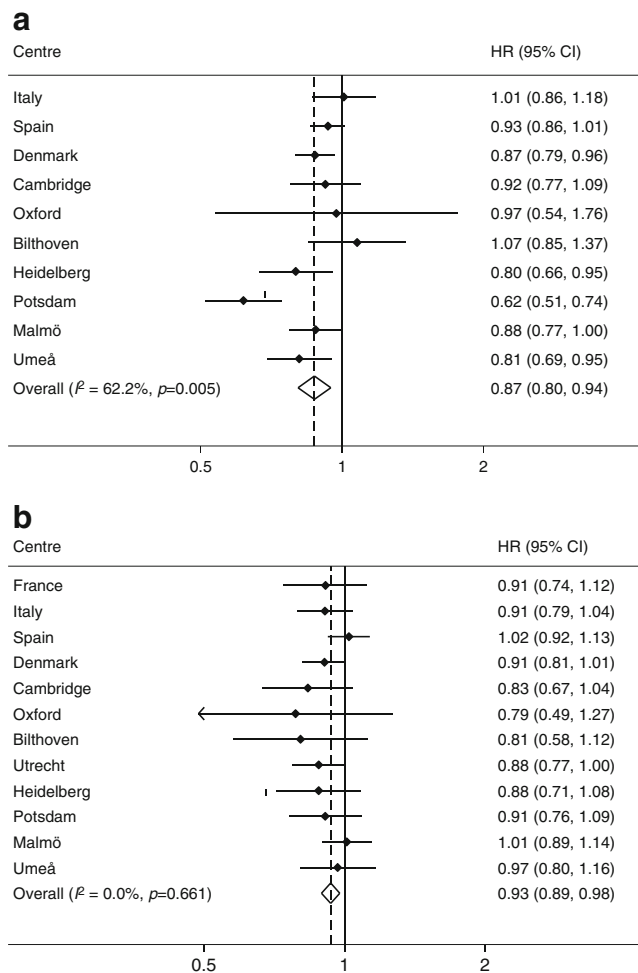 a
Centre HR (95% CI)
Italy 1.01 (0.86, 1.18)
Spain 0.93 (0.86, 1.01)
Denmark 0.87 (0.79, 0.96)
Cambridge 0.92 (0.77, 1.09)
Oxford 0.97 (0.54, 1.76)
Bilthoven 1.07 (0.85, 1.37)
Heidelberg 0.80 (0.66, 0.95)
Potsdam 0.62 (0.51, 0.74)
Malmö 0.88 (0.77, 1.00)
Umeå 0.81 (0.69, 0.95)
Overall (I² = 62.2%, p=0.005) 0.87 (0.80, 0.94)
0.5 1 2
b
Centre HR (95% CI)
France 0.91 (0.74, 1.12)
Italy 0.91 (0.79, 1.04)
Spain 1.02 (0.92, 1.13)
Denmark 0.91 (0.81, 1.01)
Cambridge 0.83 (0.67, 1.04)
Oxford 0.79 (0.49, 1.27)
Bilthoven 0.81 (0.58, 1.12)
Utrecht 0.88 (0.77, 1.00)
Heidelberg 0.88 (0.71, 1.08)
Potsdam 0.91 (0.76, 1.09)
Malmö 1.01 (0.89, 1.14)
Umeå 0.97 (0.80, 1.16)
Overall (I² = 0.0%, p=0.661) 0.93 (0.89, 0.98)
0.5 1 2